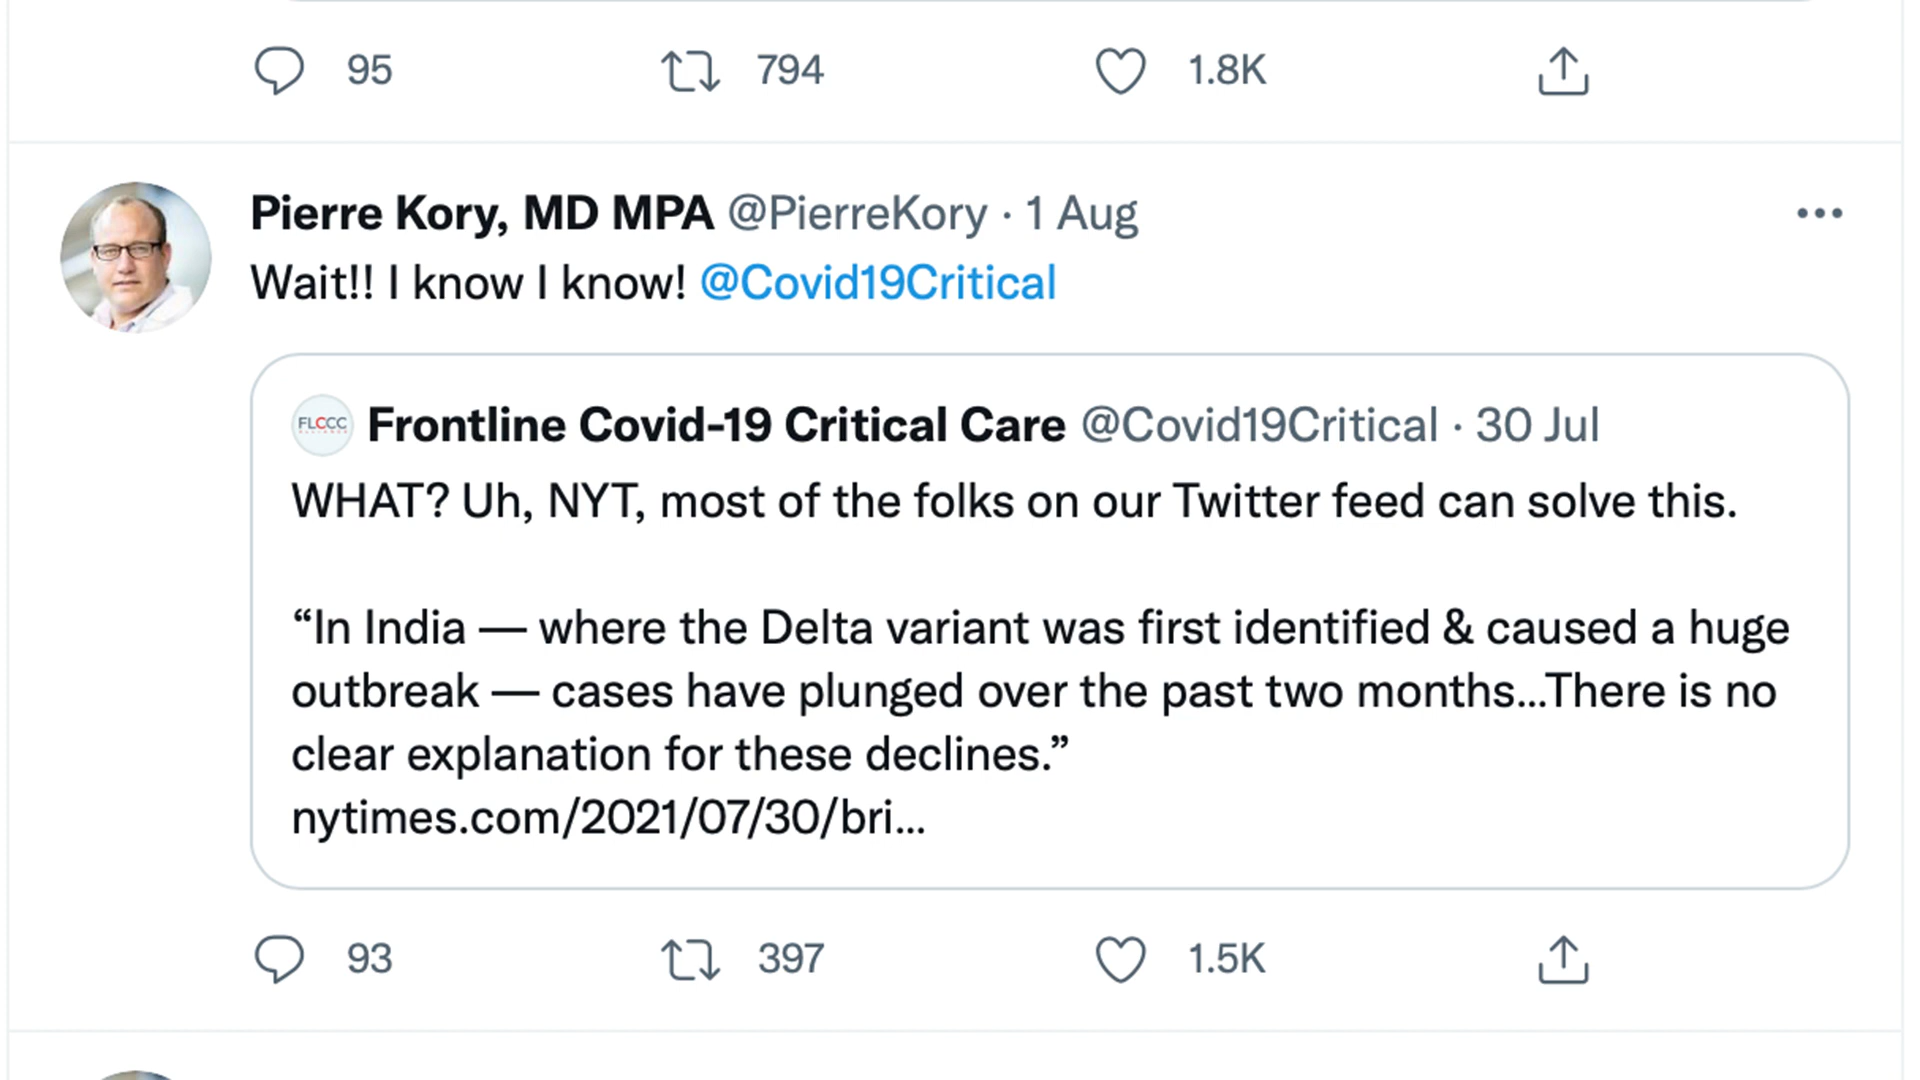 95 794 1.8K
Pierre Kory, MD MPA @PierreKory · 1 Aug
Wait!! I know I know! @Covid19Critical
FLCCC Frontline Covid-19 Critical Care @Covid19Critical · 30 Jul
WHAT? Uh, NYT, most of the folks on our Twitter feed can solve this.
“In India — where the Delta variant was first identified & caused a huge
outbreak — cases have plunged over the past two months...There is no
clear explanation for these declines.”
nytimes.com/2021/07/30/bri...
93 397 1.5K